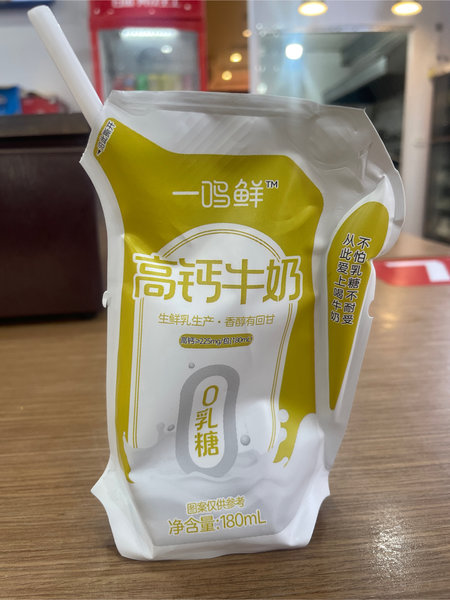 一鸣鲜™
高钙牛奶
生鲜乳生产·香醇有回甘
不怕乳糖不耐受
从此爱上喝牛奶
0
乳糖
图案仅供参考
净含量:180mL